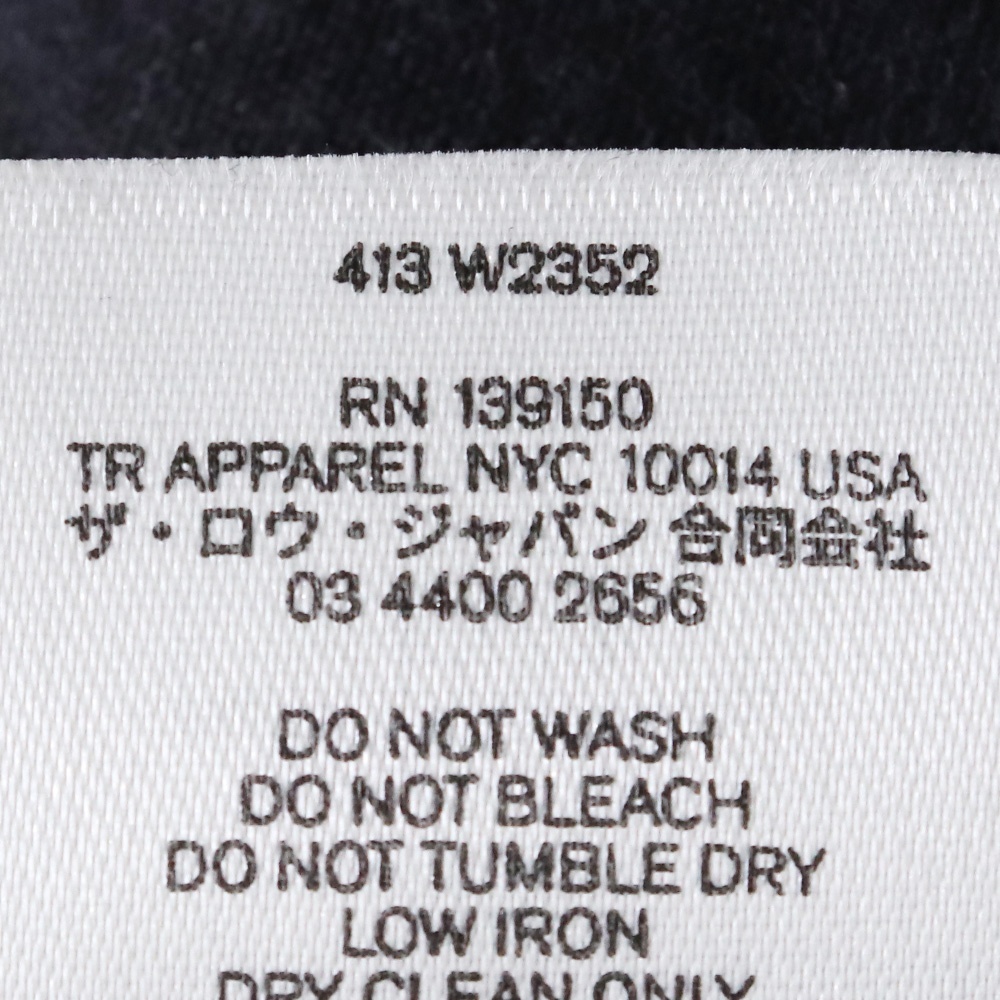 413 W2352
RN 139150
TR APPAREL NYC 10014 USA
ザ・ロウ・ジャパン 合同会社
03 4400 2656
DO NOT WASH
DO NOT BLEACH
DO NOT TUMBLE DRY
LOW IRON
DRY CLEAN ONLY